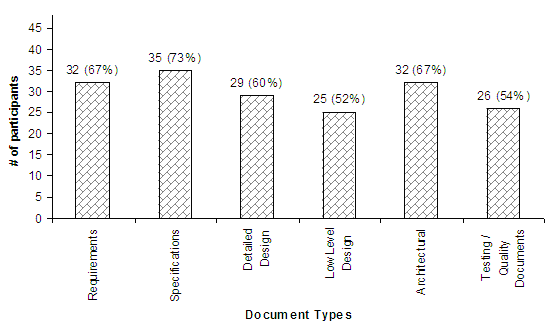 45
40
35
30
25
20
15
10
5
0
# of participants
32 (67%)
35 (73%)
29 (60%)
25 (52%)
32 (67%)
26 (54%)
Requirements
Specifications
Detailed
Design
Low Level
Design
Architectural
Testing /
Quality
Documents
Document Types